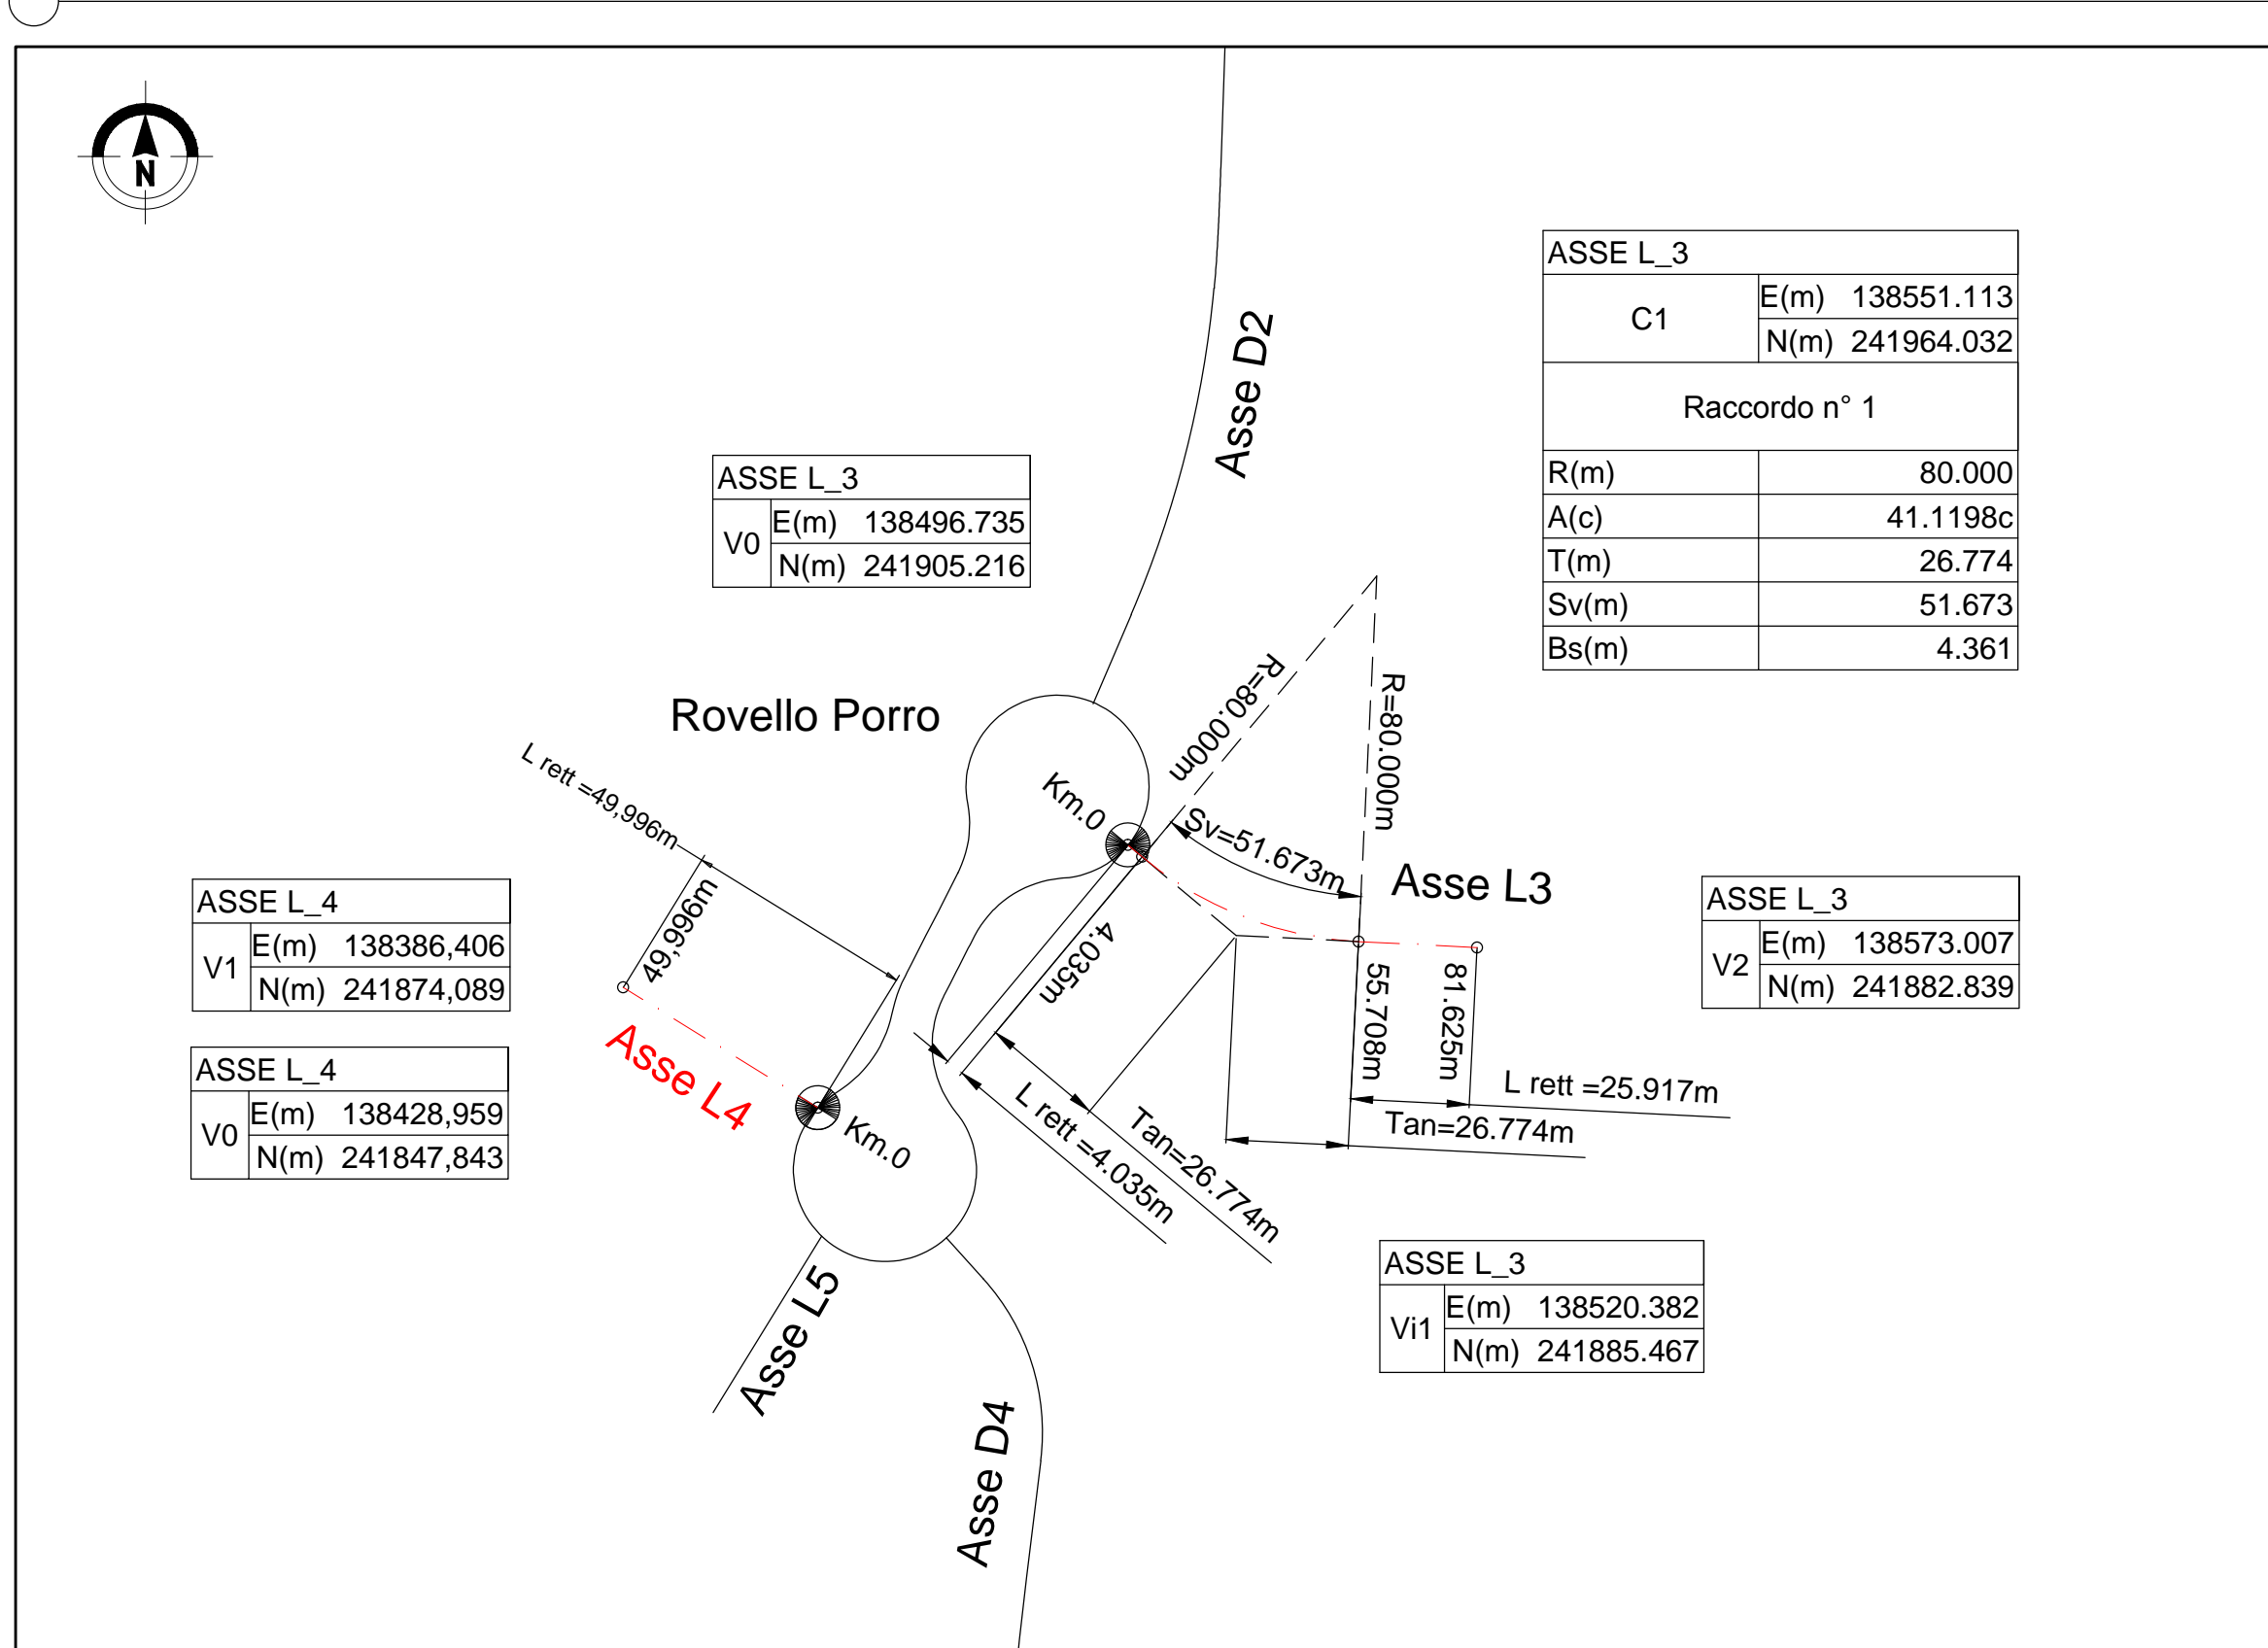 N
Asse D2
ASSE L_3
C1
E(m) 138551.113
N(m) 241964.032
Raccordo n° 1
R(m) 80.000
A(c) 41.1198c
T(m) 26.774
Sv(m) 51.673
Bs(m) 4.361
ASSE L_3
V0
E(m) 138496.735
N(m) 241905.216
Rovello Porro
R=80.000m
R=80.000m
L rett =49,996m
Km.0
Sv=51.673m
Asse L3
ASSE L_4
V1
E(m) 138386,406
N(m) 241874,089
49,996m
4.035m
55.708m
81.625m
ASSE L_3
V2
E(m) 138573.007
N(m) 241882.839
Asse L4
ASSE L_4
V0
E(m) 138428,959
N(m) 241847,843
Km.0
L rett =4.035m
Tan=26.774m
L rett =25.917m
Tan=26.774m
ASSE L_3
Vi1
E(m) 138520.382
N(m) 241885.467
Asse L5
Asse D4